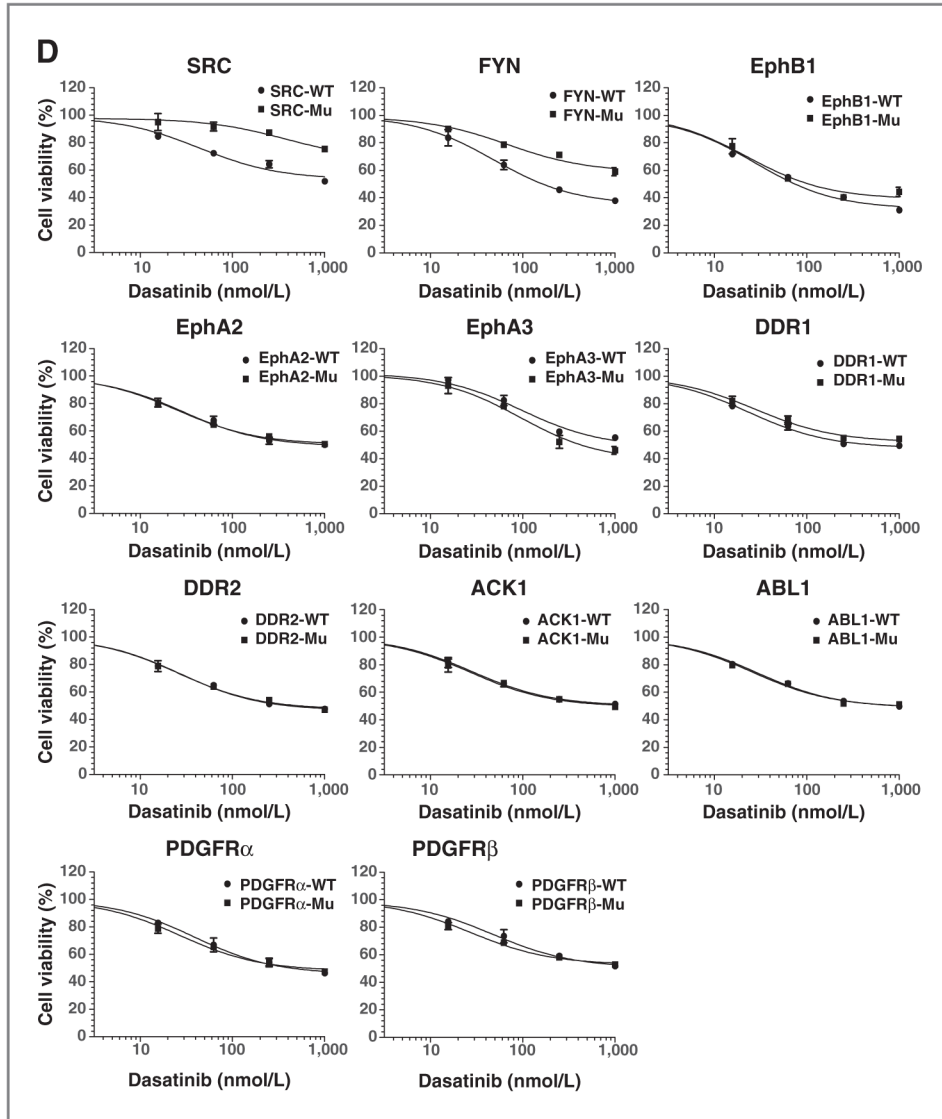 D
SRC
120
100
80
60
40
20
0
Cell viability (%)
SRC-WT
SRC-Mu
10 100 1,000
Dasatinib (nmol/L)
FYN
120
100
80
60
40
20
0
FYN-WT
FYN-Mu
10 100 1,000
Dasatinib (nmol/L)
EphB1
120
100
80
60
40
20
0
EphB1-WT
EphB1-Mu
10 100 1,000
Dasatinib (nmol/L)
EphA2
120
100
80
60
40
20
0
Cell viability (%)
EphA2-WT
EphA2-Mu
10 100 1,000
Dasatinib (nmol/L)
EphA3
120
100
80
60
40
20
0
EphA3-WT
EphA3-Mu
10 100 1,000
Dasatinib (nmol/L)
DDR1
120
100
80
60
40
20
0
DDR1-WT
DDR1-Mu
10 100 1,000
Dasatinib (nmol/L)
DDR2
120
100
80
60
40
20
0
Cell viability (%)
DDR2-WT
DDR2-Mu
10 100 1,000
Dasatinib (nmol/L)
ACK1
120
100
80
60
40
20
0
ACK1-WT
ACK1-Mu
10 100 1,000
Dasatinib (nmol/L)
ABL1
120
100
80
60
40
20
0
ABL1-WT
ABL1-Mu
10 100 1,000
Dasatinib (nmol/L)
PDGFRα
120
100
80
60
40
20
0
Cell viability (%)
PDGFRα-WT
PDGFRα-Mu
10 100 1,000
Dasatinib (nmol/L)
PDGFRβ
120
100
80
60
40
20
0
PDGFRβ-WT
PDGFRβ-Mu
10 100 1,000
Dasatinib (nmol/L)